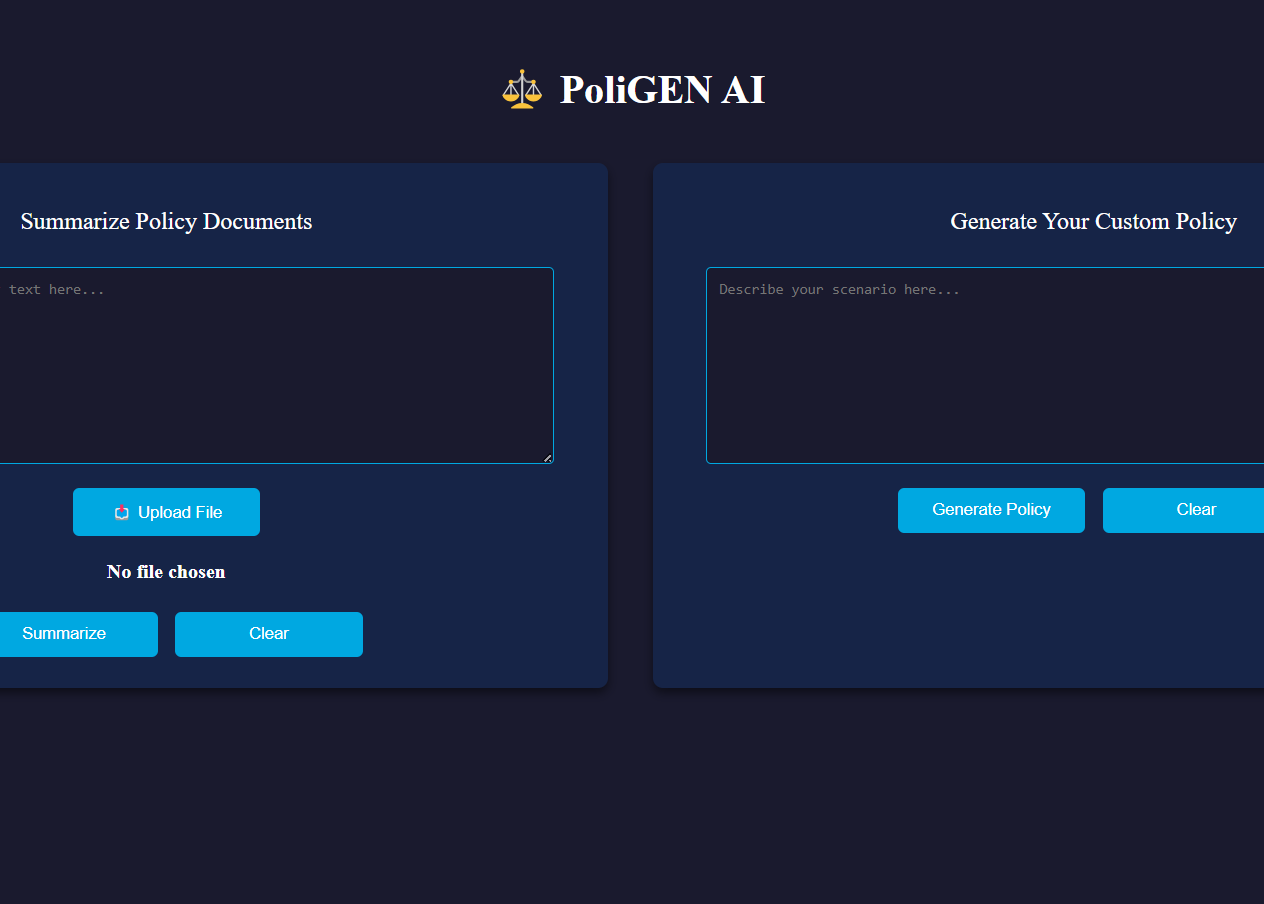 PoliGEN AI
Summarize Policy Documents
text here...
Upload File
No file chosen
Summarize
Clear
Generate Your Custom Policy
Describe your scenario here...
Generate Policy
Clear